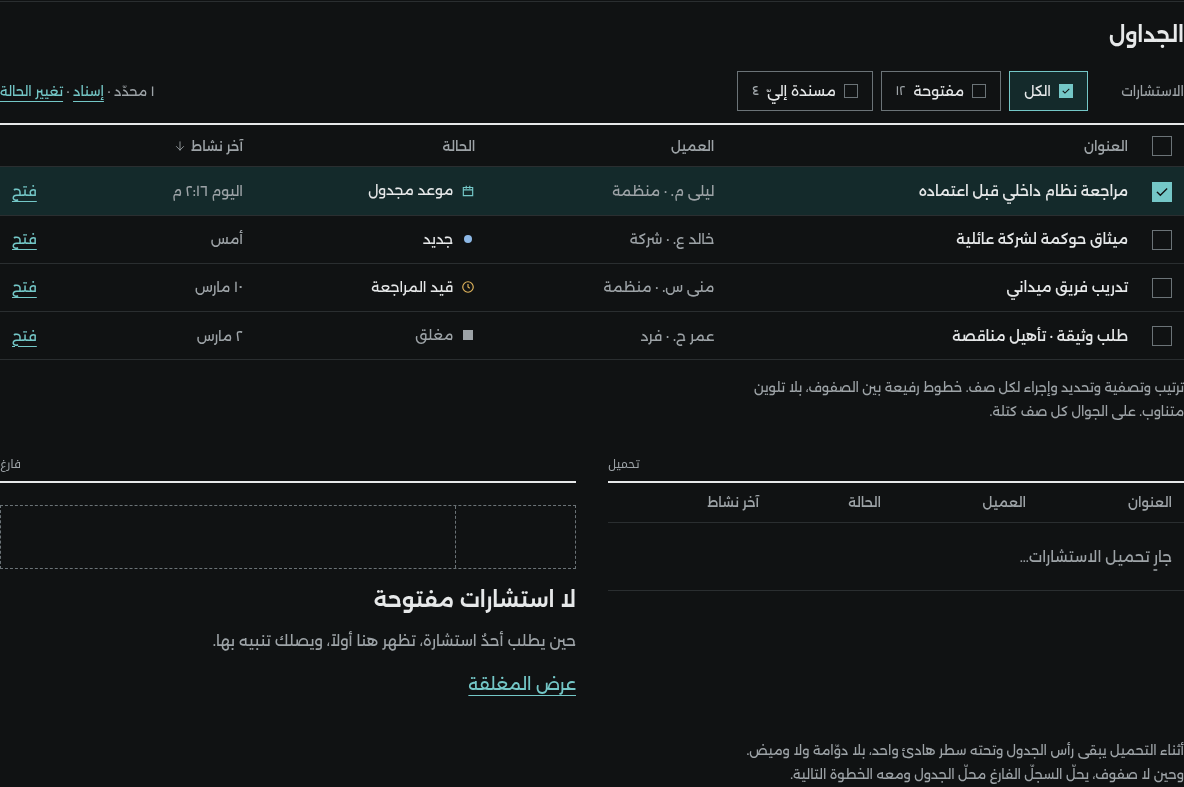 الجداول
الاستشارات الكل مفتوحة ١٢ مسندة إليّ ٤ ١ محدّد · إسناد · تغيير الحالة
العنوان العميل الحالة آخر نشاط ↓
مراجعة نظام داخلي قبل اعتماده ليلى م. · منظمة موعد مجدول اليوم ٢:١٦ م فتح
ميثاق حوكمة لشركة عائلية خالد ع. · شركة جديد أمس فتح
تدريب فريق ميداني منى س. · منظمة قيد المراجعة ١٠ مارس فتح
طلب وثيقة · تأهيل مناقصة عمر ح. · فرد مغلق ٢ مارس فتح
ترتيب وتصفية وتحديد وإجراء لكل صف. خطوط رفيعة بين الصفوف، بلا تلوين
متناوب. على الجوال كل صف كتلة.
تحميل
العنوان العميل الحالة آخر نشاط
جارٍ تحميل الاستشارات…
فارغ
لا استشارات مفتوحة
حين يطلب أحدٌ استشارة، تظهر هنا أولًا، ويصلك تنبيه بها.
عرض المغلقة
أثناء التحميل يبقى رأس الجدول وتحته سطر هادئ واحد، بلا دوّامة ولا وميض.
وحين لا صفوف، يحلّ السجلّ الفارغ محلّ الجدول ومعه الخطوة التالية.